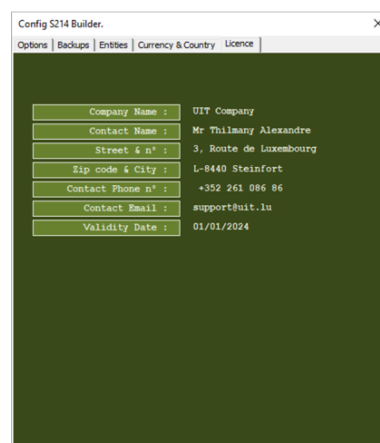 Config S214 Builder.
Options Backups Entities Currency & Country Licence
Company Name : UIT Company
Contact Name : Mr Thilmany Alexandre
Street & n° : 3, Route de Luxembourg
Zip code & City : L-8440 Steinfort
Contact Phone n° : +352 261 086 86
Contact Email : support@uit.lu
Validity Date : 01/01/2024